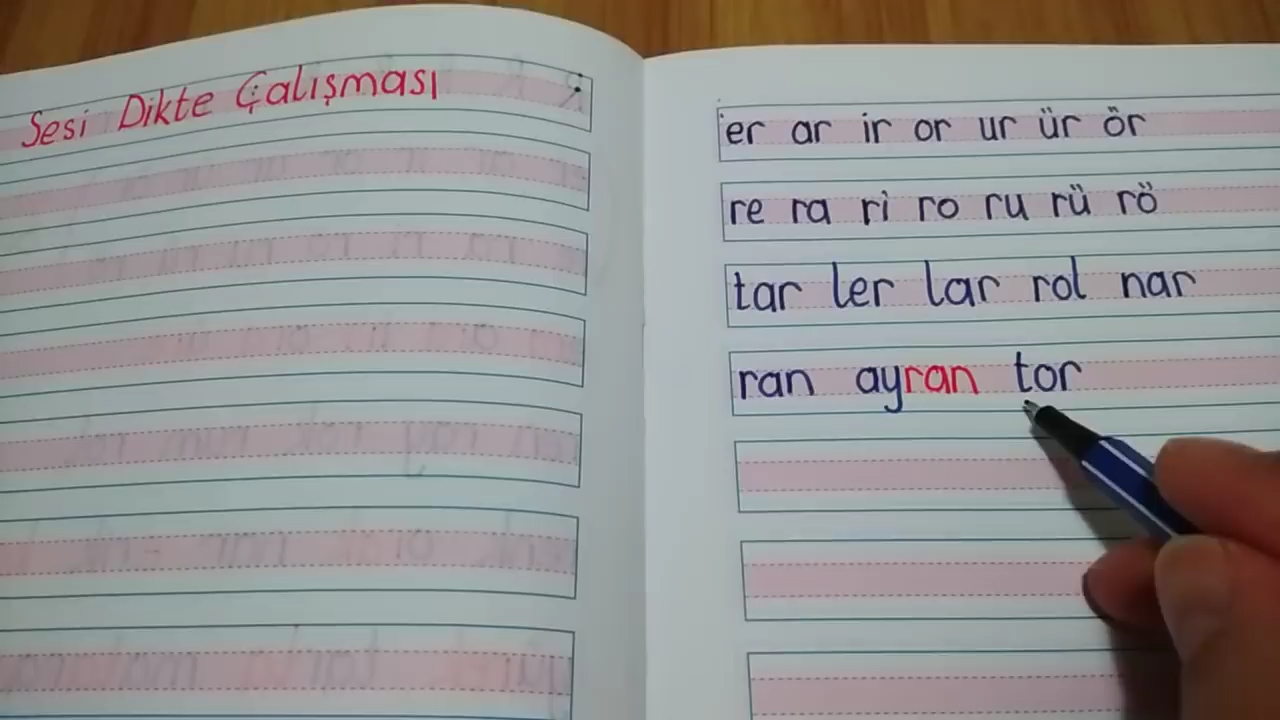 Sesi Dikte Çalışması
er ar ir or ur ür ör
re ra ri ro ru rü rö
tar ler lar rol nar
ran ayran tor